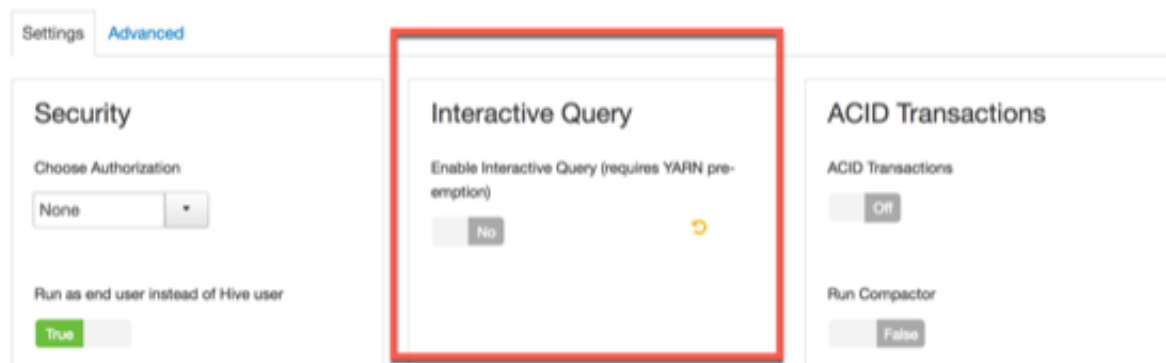 Settings
Advanced
Security
Choose Authorization
None
Run as end user instead of Hive user
True
Interactive Query
Enable Interactive Query (requires YARN pre-
emption)
No
ACID Transactions
ACID Transactions
Off
Run Compactor
False